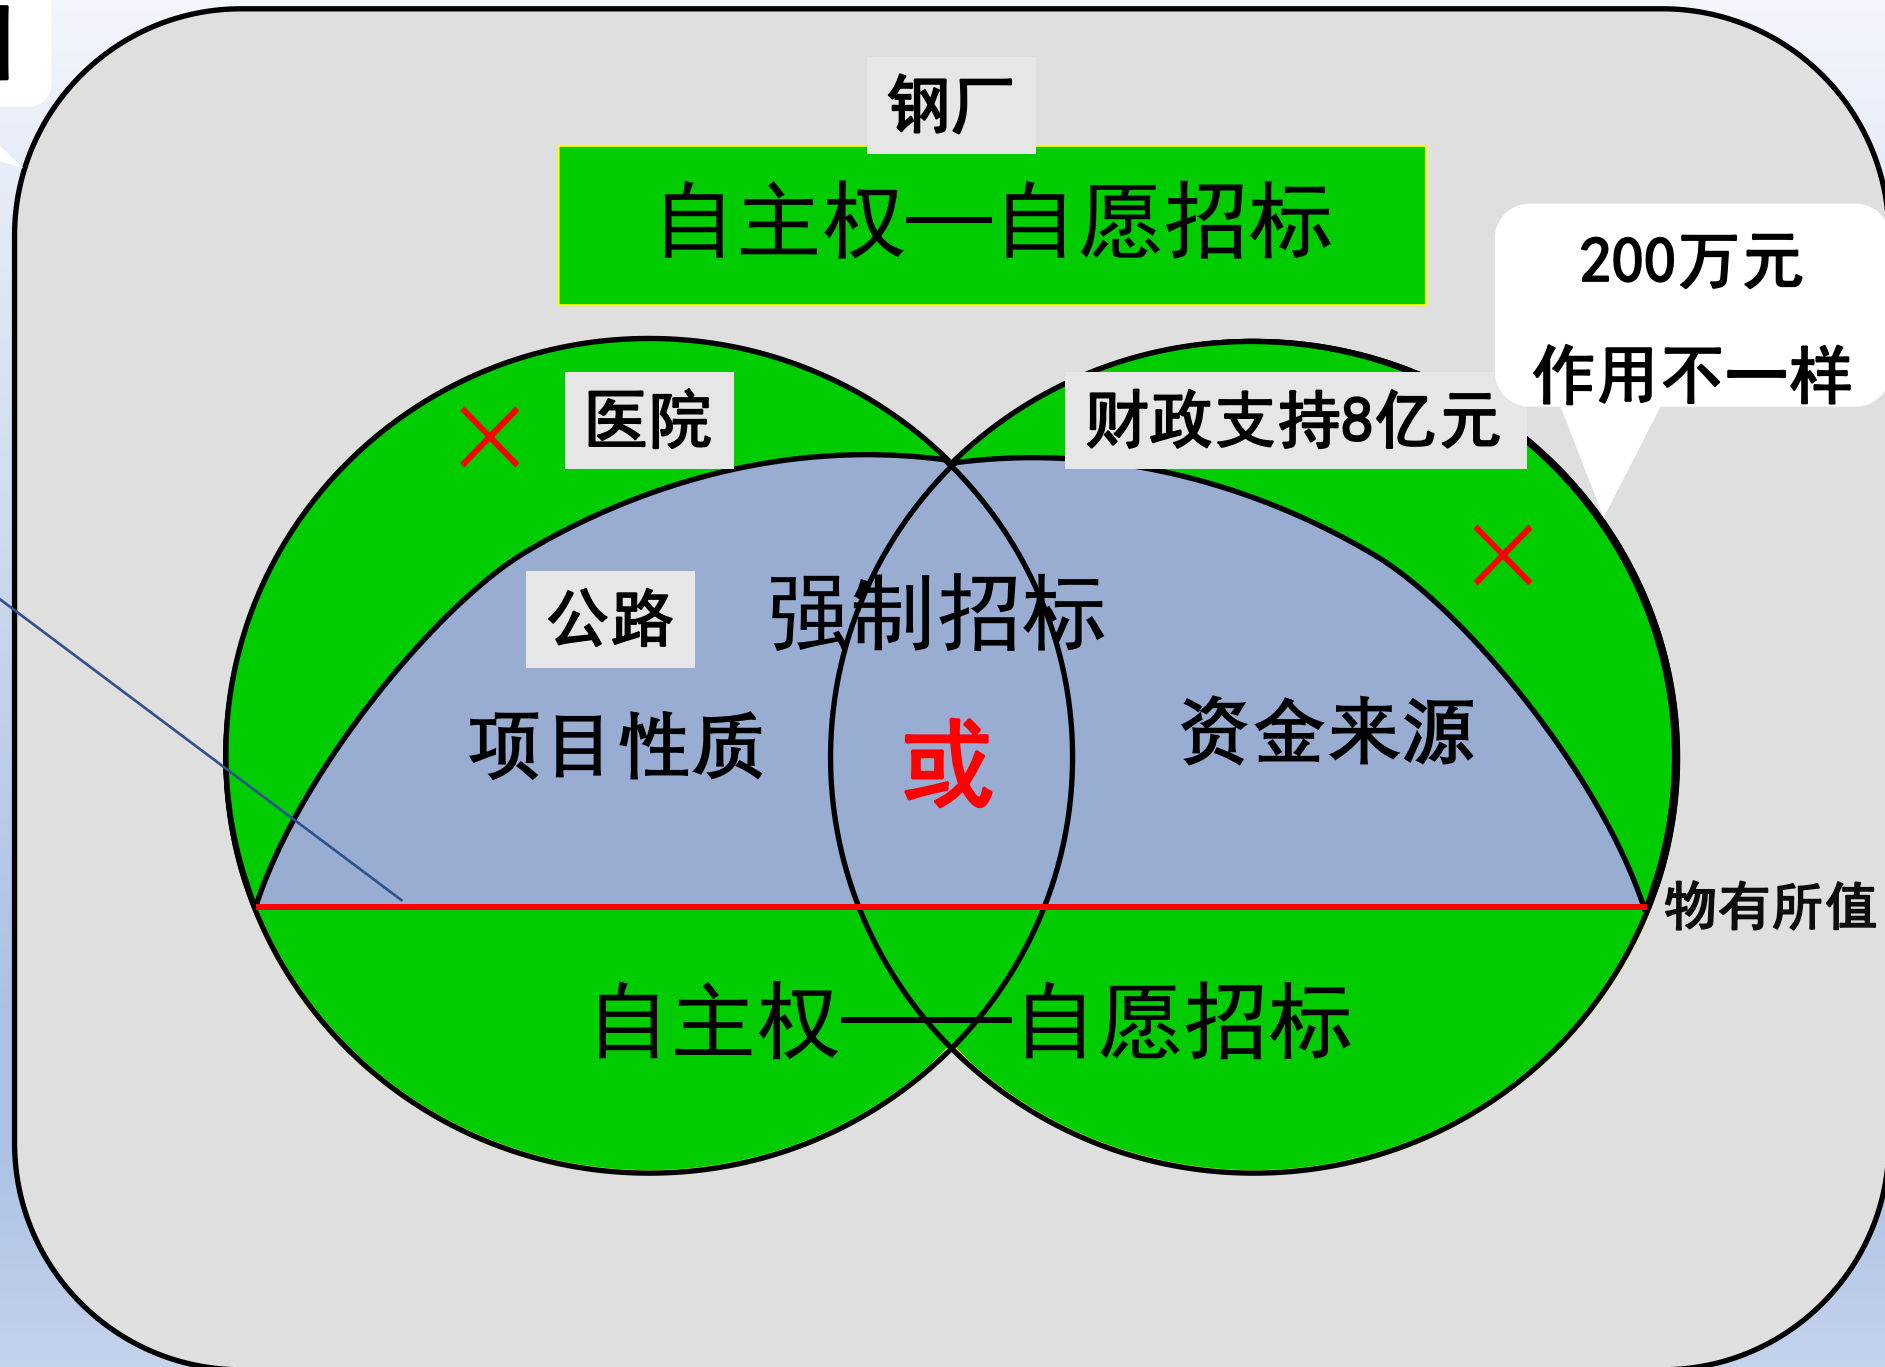 钢厂
自主权—自愿招标
200万元
作用不一样
医院
财政支持8亿元
公路
强制招标
项目性质
或
资金来源
物有所值
自主权——自愿招标